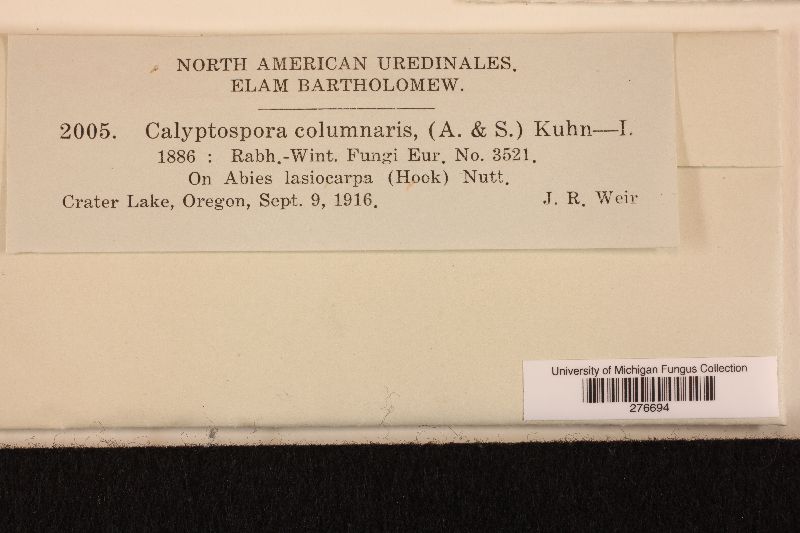 NORTH AMERICAN UREDINALES.
ELAM BARTHOLOMEW.
2005. Calyptospora columnaris, (A. & S.) Kuhn—I.
1886 : Rabh.-Wint. Fungi Eur. No. 3521.
On Abies lasiocarpa (Hook) Nutt.
Crater Lake, Oregon, Sept. 9, 1916. J. R. Weir
University of Michigan Fungus Collection
276694